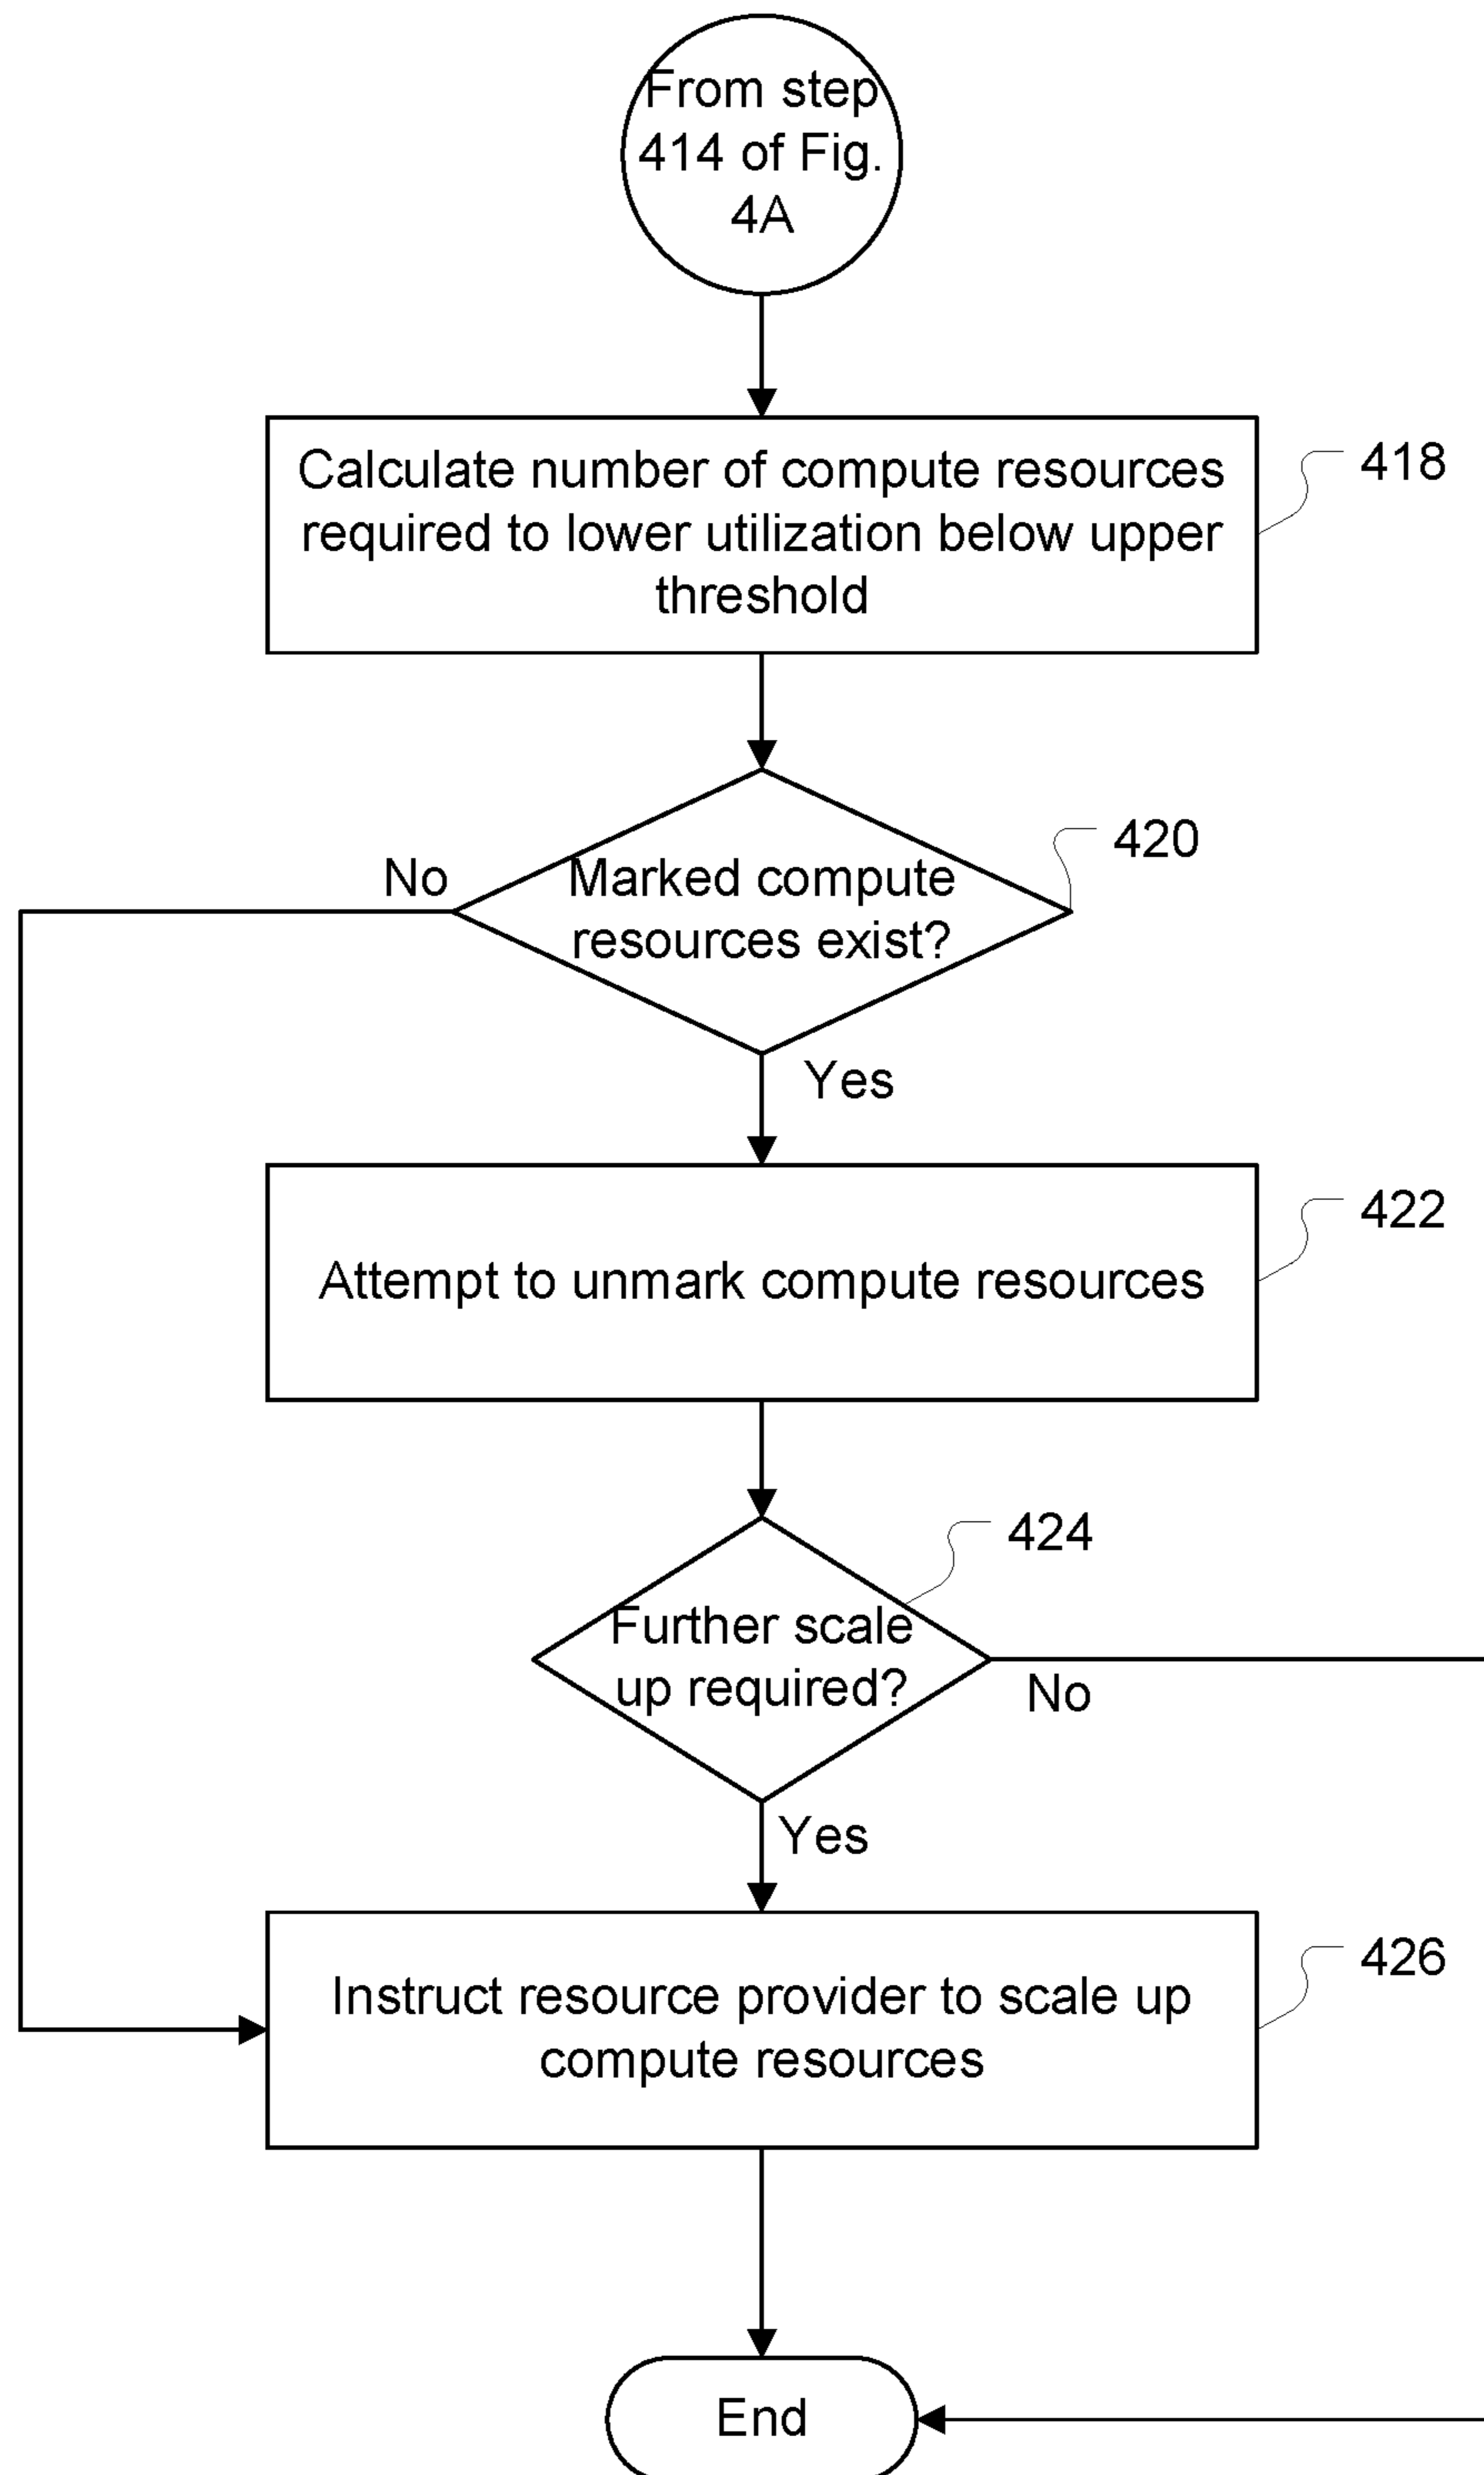 From step
414 of Fig.
4A
Calculate number of compute resources
required to lower utilization below upper
threshold
418
420
No
Marked compute
resources exist?
Yes
422
Attempt to unmark compute resources
424
Further scale
up required?
No
Yes
426
Instruct resource provider to scale up
compute resources
End